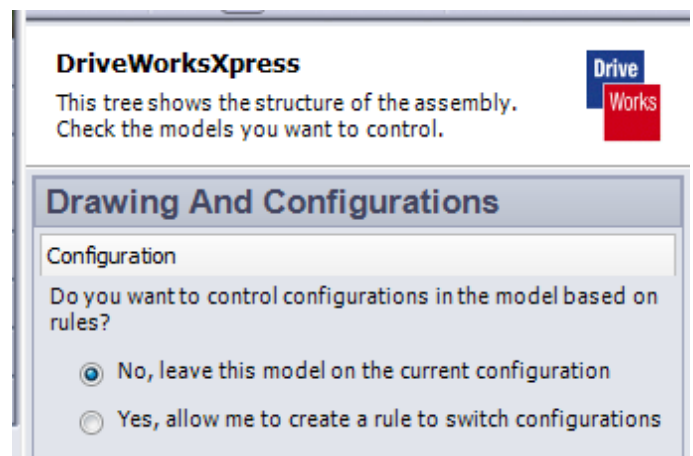 DriveWorksXpress
This tree shows the structure of the assembly.
Check the models you want to control.
Drive
Works
Drawing And Configurations
Configuration
Do you want to control configurations in the model based on
rules?
No, leave this model on the current configuration
Yes, allow me to create a rule to switch configurations